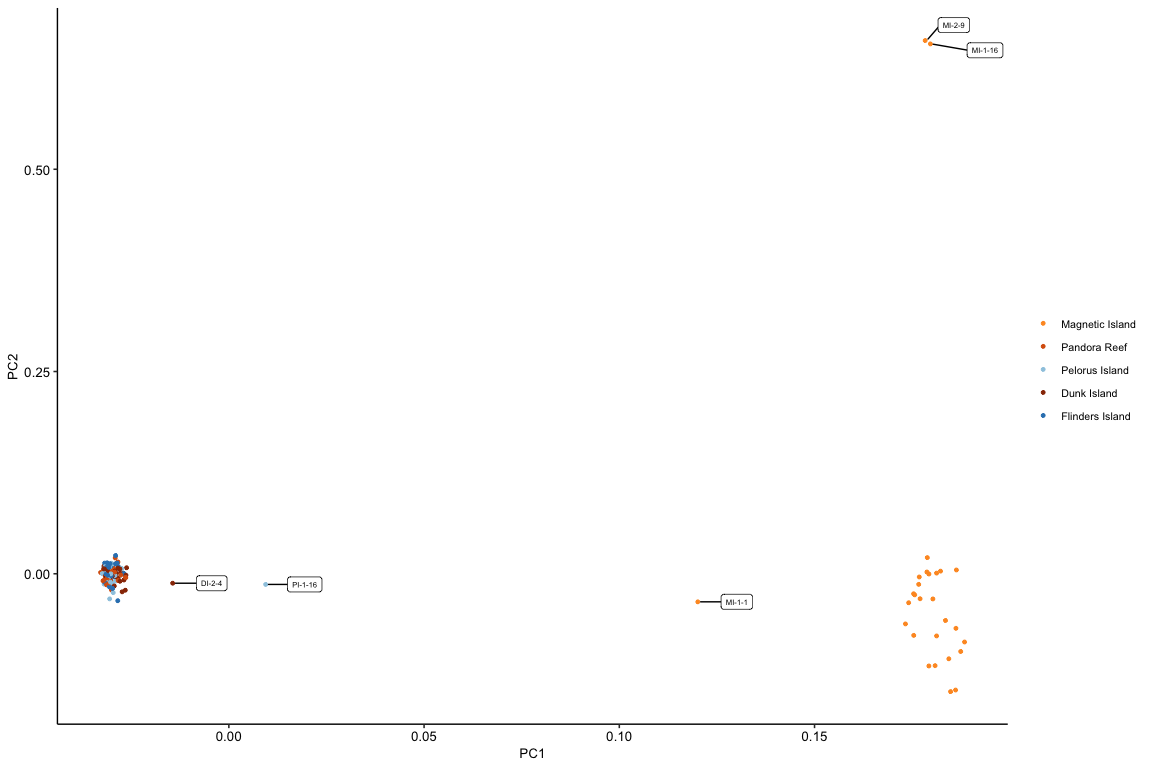 MI-2-9
MI-1-16
0.50
PC2
0.25
0.00
DI-2-4
PI-1-16
MI-1-1
0.00 0.05 0.10 0.15
PC1
Magnetic Island
Pandora Reef
Pelorus Island
Dunk Island
Flinders Island